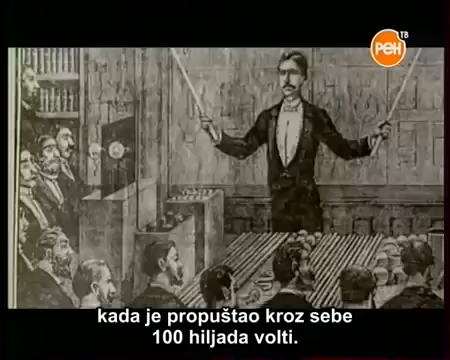 РЕН ТВ
kada je propuštao kroz sebe
100 hiljada volti.